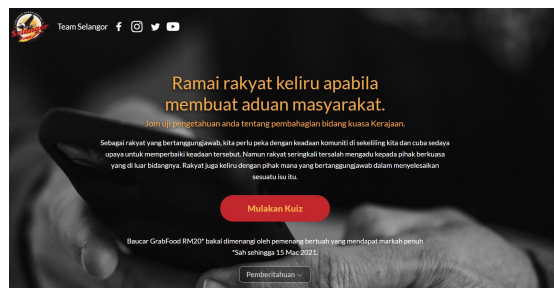 Selangor
Team Selangor
Ramai rakyat keliru apabila
membuat aduan masyarakat.
Jom uji pengetahuan anda tentang pembahagian bidang kuasa Kerajaan.
Sebagai rakyat yang bertanggungjawab, kita perlu peka dengan keadaan komuniti di sekeliling kita dan cuba sedaya
upaya untuk memperbaiki keadaan tersebut. Namun rakyat seringkali tersalah mengadu kepada pihak berkuasa
yang di luar bidangnya. Rakyat juga keliru dengan pihak mana yang bertanggungjawab dalam menyelesaikan
sesuatu isu itu.
Mulakan Kuiz
Baucar GrabFood RM20* bakal dimenangi oleh pemenang bertuah yang mendapat markah penuh
*Sah sehingga 15 Mac 2021.
Pemberitahuan